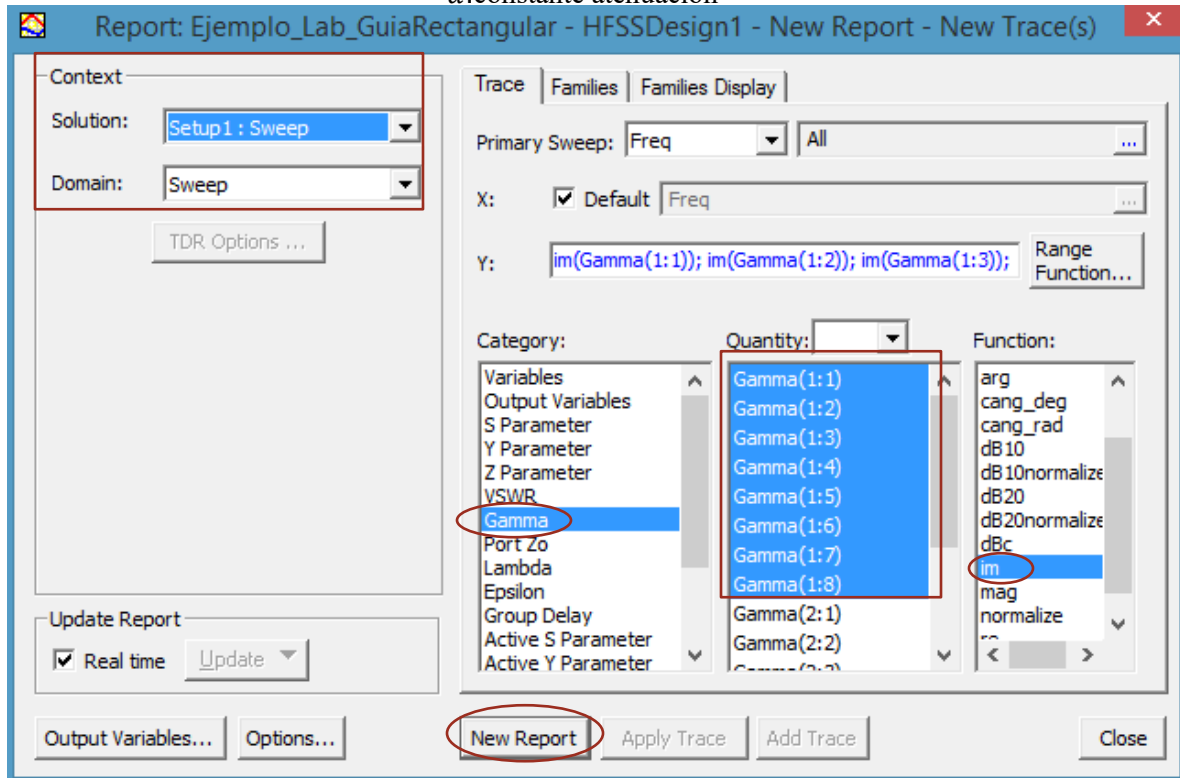 α:constante atenuación
Report: Ejemplo_Lab_GuiaRectangular - HFSSDesign1 - New Report - New Trace(s)
Context
Solution: Setup1 : Sweep
Domain: Sweep
TDR Options ...
Trace Families Families Display
Primary Sweep: Freq All ...
X: Default Freq ...
Y: im(Gamma(1:1)); im(Gamma(1:2)); im(Gamma(1:3)); Range Function...
Category:
Variables
Output Variables
S Parameter
Y Parameter
Z Parameter
VSWR
Gamma
Port Zo
Lambda
Epsilon
Group Delay
Active S Parameter
Active Y Parameter
Quantity:
Gamma(1:1)
Gamma(1:2)
Gamma(1:3)
Gamma(1:4)
Gamma(1:5)
Gamma(1:6)
Gamma(1:7)
Gamma(1:8)
Gamma(2:1)
Gamma(2:2)
Function:
arg
cang_deg
cang_rad
dB10
dB10normalize
dB20
dB20normalize
dBc
im
mag
normalize
Update Report
Real time Update
Output Variables... Options... New Report Apply Trace Add Trace Close